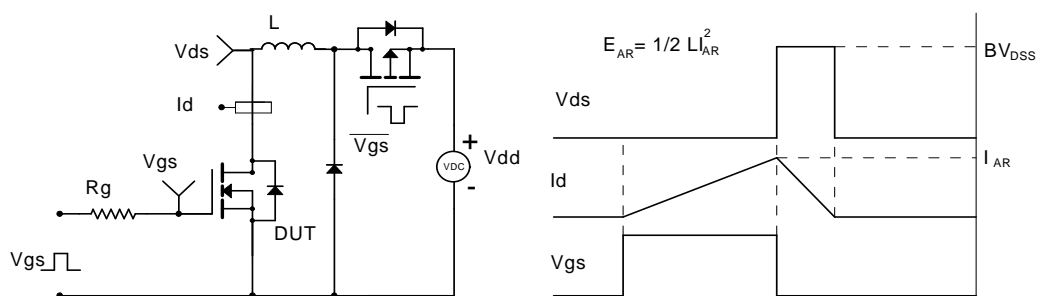 L
Vds
Id
Vgs
Rg
DUT
Vgs
Vgs
+
VDC
-
Vdd
E_AR= 1/2 LI²_AR
Vds
BV_DSS
Id
I_AR
Vgs